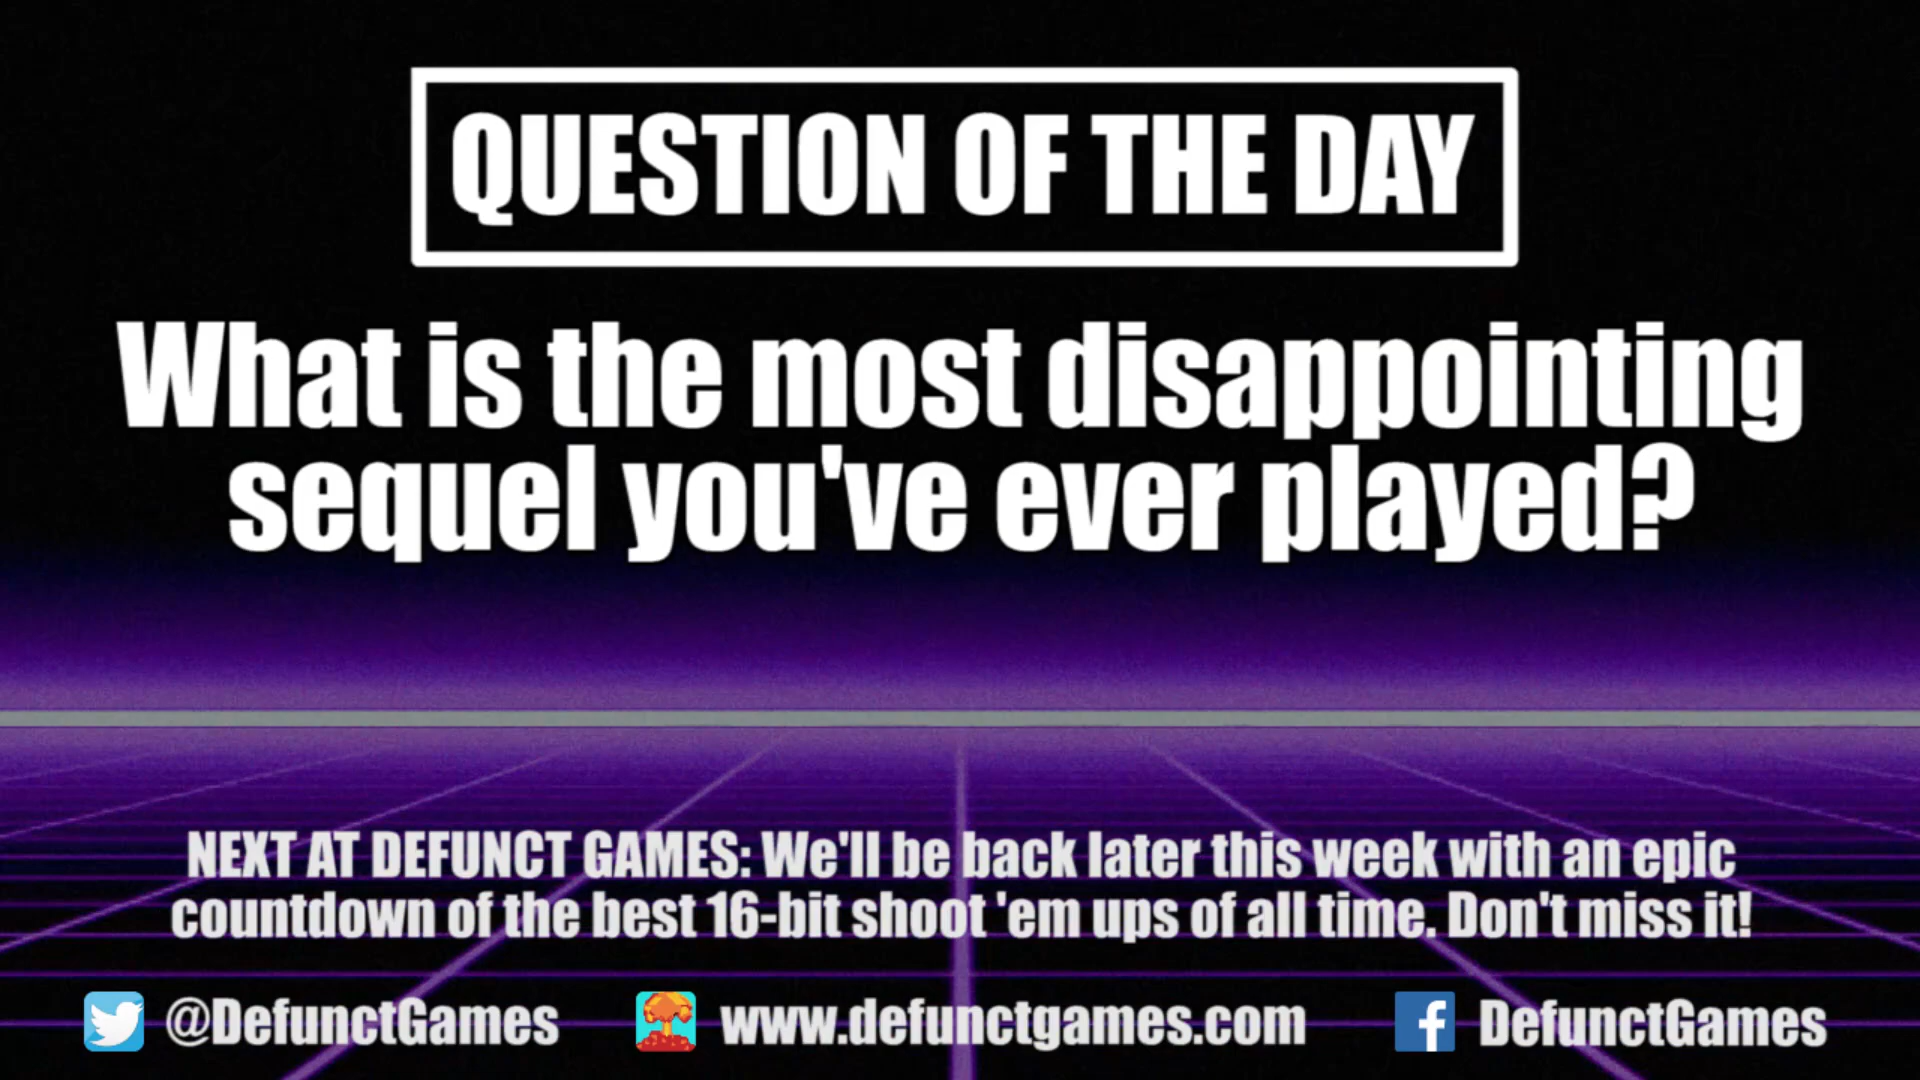 QUESTION OF THE DAY
What is the most disappointing
sequel you've ever played?
NEXT AT DEFUNCT GAMES: We'll be back later this week with an epic
countdown of the best 16-bit shoot 'em ups of all time. Don't miss it!
@DefunctGames www.defunctgames.com DefunctGames